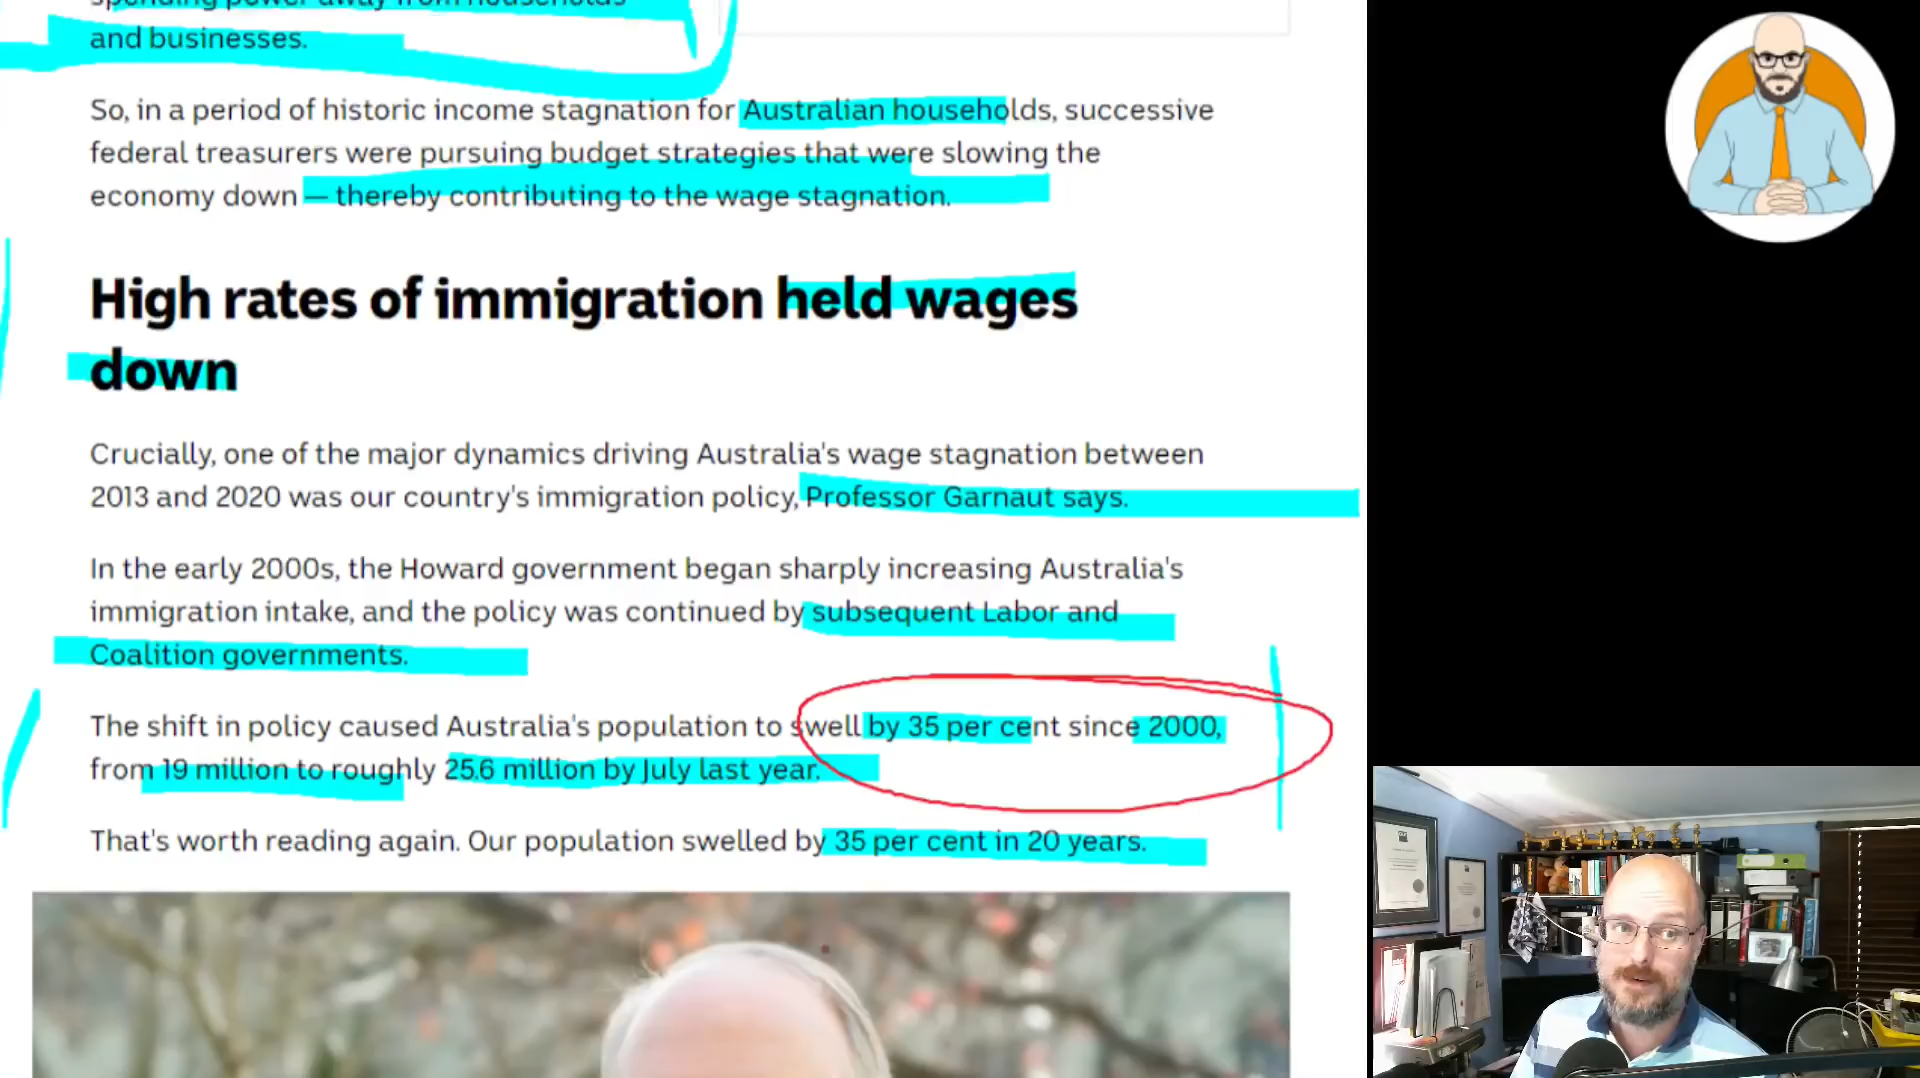 spending power away from households
and businesses.
So, in a period of historic income stagnation for Australian households, successive
federal treasurers were pursuing budget strategies that were slowing the
economy down — thereby contributing to the wage stagnation.
High rates of immigration held wages
down
Crucially, one of the major dynamics driving Australia's wage stagnation between
2013 and 2020 was our country's immigration policy, Professor Garnaut says.
In the early 2000s, the Howard government began sharply increasing Australia's
immigration intake, and the policy was continued by subsequent Labor and
Coalition governments.
The shift in policy caused Australia's population to swell by 35 per cent since 2000,
from 19 million to roughly 25.6 million by July last year.
That's worth reading again. Our population swelled by 35 per cent in 20 years.